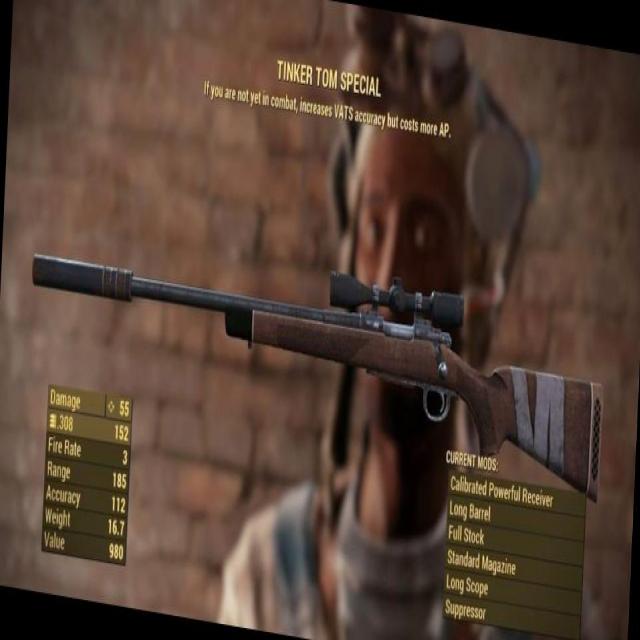 TINKER TOM SPECIAL
If you are not yet in combat, increases VATS accuracy but costs more AP.
Damage 55
.308 152
Fire Rate 3
Range 185
Accuracy 112
Weight 16.7
Value 980
CURRENT MODS:
Calibrated Powerful Receiver
Long Barrel
Full Stock
Standard Magazine
Long Scope
Suppressor